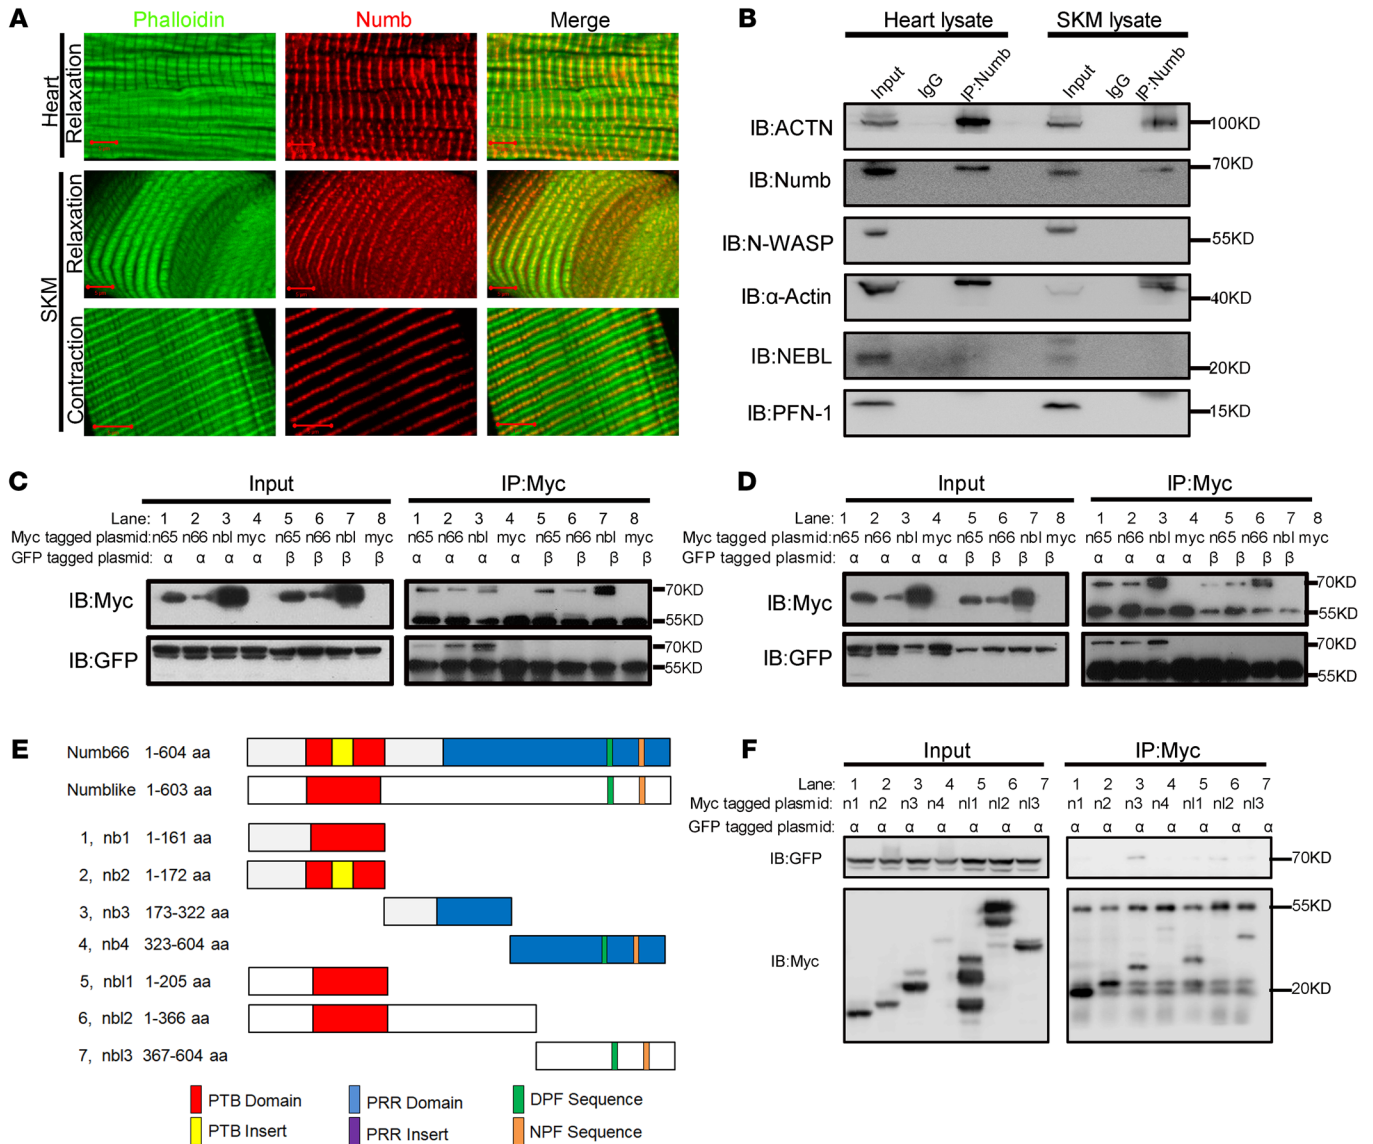 A
Phalloidin Numb Merge
Heart
Relaxation
SKM
Relaxation
Contraction
B
Heart lysate SKM lysate
Input IgG IP:Numb Input IgG IP:Numb
IB:ACTN 100KD
IB:Numb 70KD
IB:N-WASP 55KD
IB:α-Actin 40KD
IB:NEBL 20KD
IB:PFN-1 15KD
C
Input IP:Myc
Lane: 1 2 3 4 5 6 7 8 1 2 3 4 5 6 7 8
Myc tagged plasmid: n65 n66 nbl myc n65 n66 nbl myc n65 n66 nbl myc n65 n66 nbl myc
GFP tagged plasmid: α α α α β β β β α α α α β β β β
IB:Myc 70KD
55KD
IB:GFP 70KD
55KD
D
Input IP:Myc
Lane: 1 2 3 4 5 6 7 8 1 2 3 4 5 6 7 8
Myc tagged plasmid: n65 n66 nbl myc n65 n66 nbl myc n65 n66 nbl myc n65 n66 nbl myc
GFP tagged plasmid: α α α α β β β β α α α α β β β β
IB:Myc 70KD
55KD
IB:GFP 70KD
55KD
E
Numb66 1-604 aa
Numblike 1-603 aa
1, nb1 1-161 aa
2, nb2 1-172 aa
3, nb3 173-322 aa
4, nb4 323-604 aa
5, nbl1 1-205 aa
6, nbl2 1-366 aa
7, nbl3 367-604 aa
PTB Domain PRR Domain DPF Sequence
PTB Insert PRR Insert NPF Sequence
F
Input IP:Myc
Lane: 1 2 3 4 5 6 7 1 2 3 4 5 6 7
Myc tagged plasmid: n1 n2 n3 n4 nl1 nl2 nl3 n1 n2 n3 n4 nl1 nl2 nl3
GFP tagged plasmid: α α α α α α α α α α α α α α
IB:GFP 70KD
55KD
IB:Myc
20KD